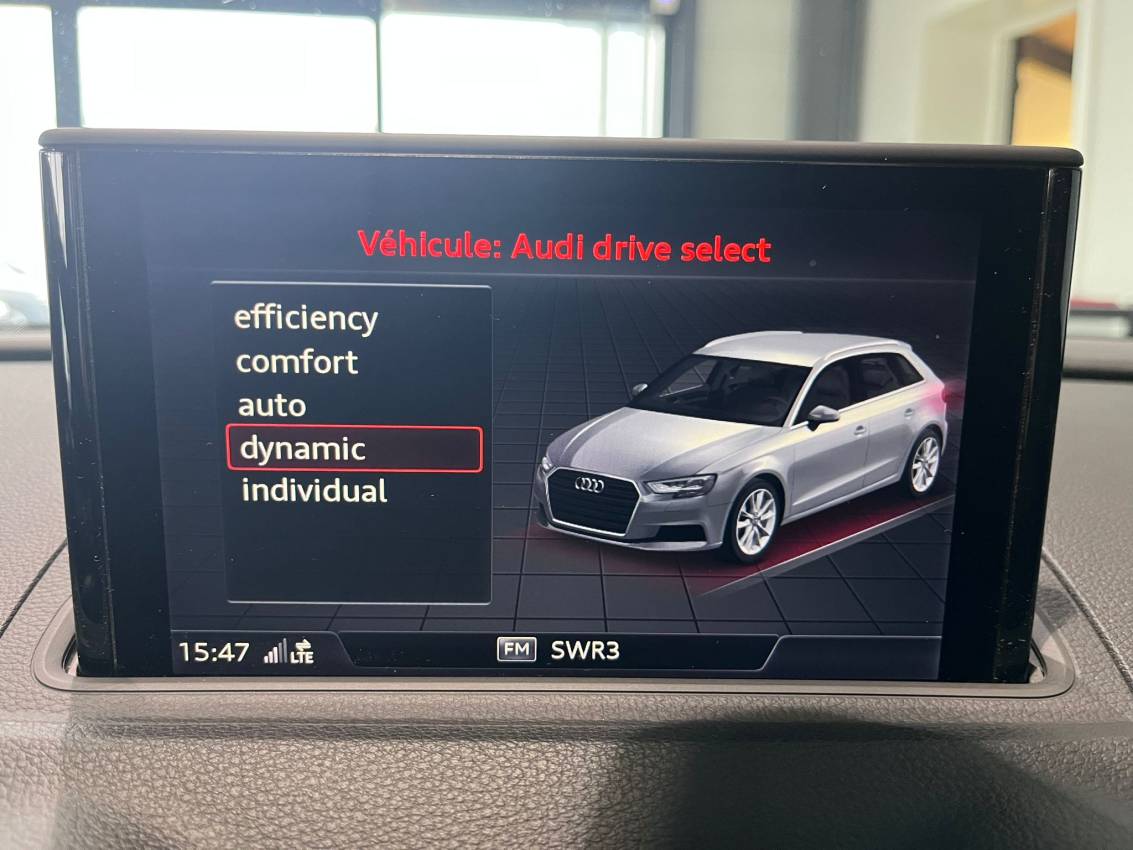 Véhicule: Audi drive select
efficiency
comfort
auto
dynamic
individual
15:47 LTE FM SWR3